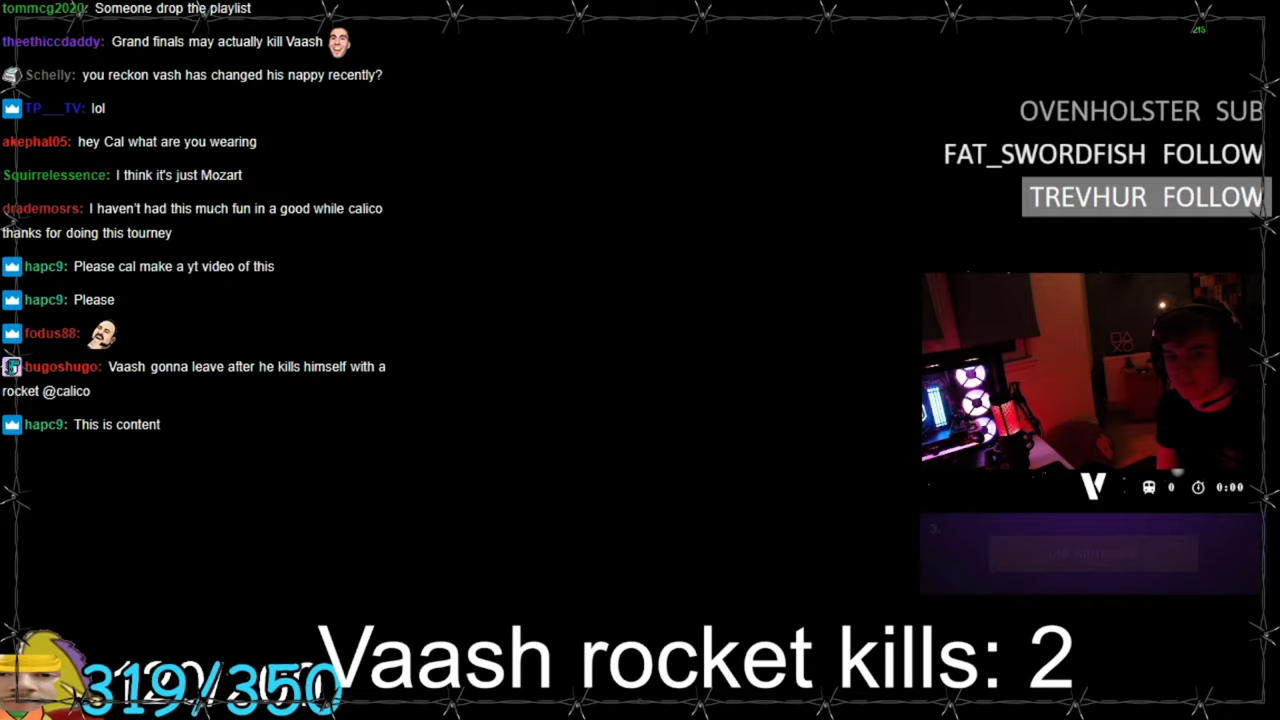 tommcg2020: Someone drop the playlist
theethiccdaddy: Grand finals may actually kill Vaash
Schelly: you reckon vash has changed his nappy recently?
TP___TV: lol
akephal05: hey Cal what are you wearing
Squirrelessence: I think it's just Mozart
drademosrs: I haven't had this much fun in a good while calico
thanks for doing this tourney
hapc9: Please cal make a yt video of this
hapc9: Please
fodus88:
hugoshugo: Vaash gonna leave after he kills himself with a
rocket @calico
hapc9: This is content
215
OVENHOLSTER SUB
FAT_SWORDFISH FOLLOW
TREVHUR FOLLOW
0 0:00
3.
319/350
Vaash rocket kills: 2